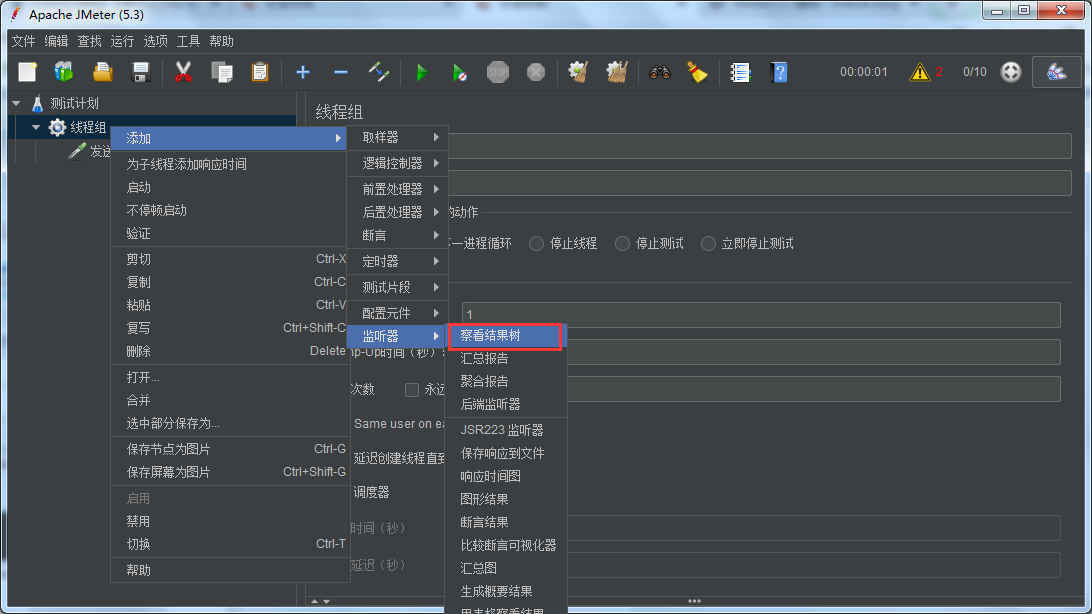 Apache JMeter (5.3)
文件 编辑 查找 运行 选项 工具 帮助
STOP
00:00:01
2
0/10
测试计划
线程组
发送
线程组
添加
为子线程添加响应时间
启动
不停顿启动
验证
剪切 Ctrl-X
复制 Ctrl-C
粘贴 Ctrl-V
复写 Ctrl+Shift-C
删除 Delete
打开...
合并
选中部分保存为...
保存节点为图片 Ctrl-G
保存屏幕为图片 Ctrl+Shift-G
启用
禁用
切换 Ctrl-T
帮助
取样器
逻辑控制器
前置处理器
后置处理器
断言
定时器
测试片段
配置元件
监听器
察看结果树
汇总报告
聚合报告
后端监听器
JSR223 监听器
保存响应到文件
响应时间图
图形结果
断言结果
比较断言可视化器
汇总图
生成概要结果
用表格察看结果
的动作
下一进程循环 停止线程 停止测试 立即停止测试
1
mp-Up时间（秒）：
次数 永远
Same user on ea
延迟创建线程直到
调度器
时间（秒）
延迟（秒）